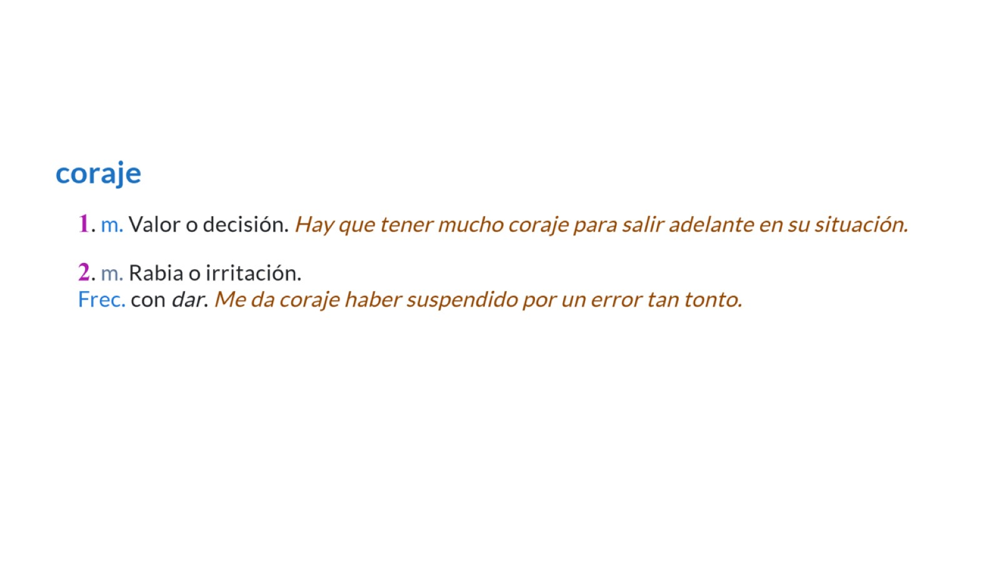 coraje
1. m. Valor o decisión. Hay que tener mucho coraje para salir adelante en su situación.
2. m. Rabia o irritación.
Frec. con dar. Me da coraje haber suspendido por un error tan tonto.